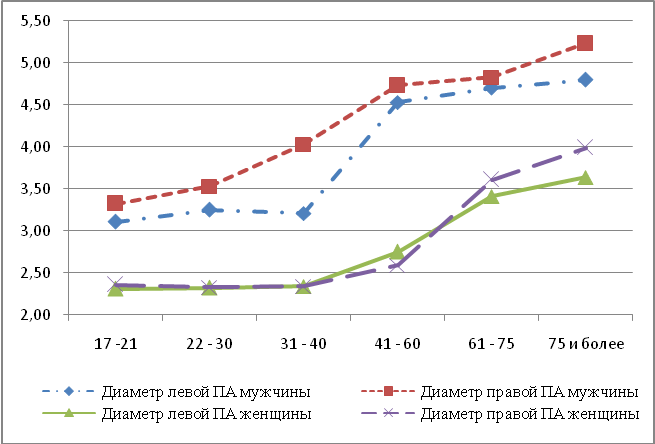 5,50
5,00
4,50
4,00
3,50
3,00
2,50
2,00
17 -21 22 - 30 31 - 40 41 - 60 61 - 75 75 и более
Диаметр левой ПА мужчины Диаметр правой ПА мужчины
Диаметр левой ПА женщины Диаметр правой ПА женщины